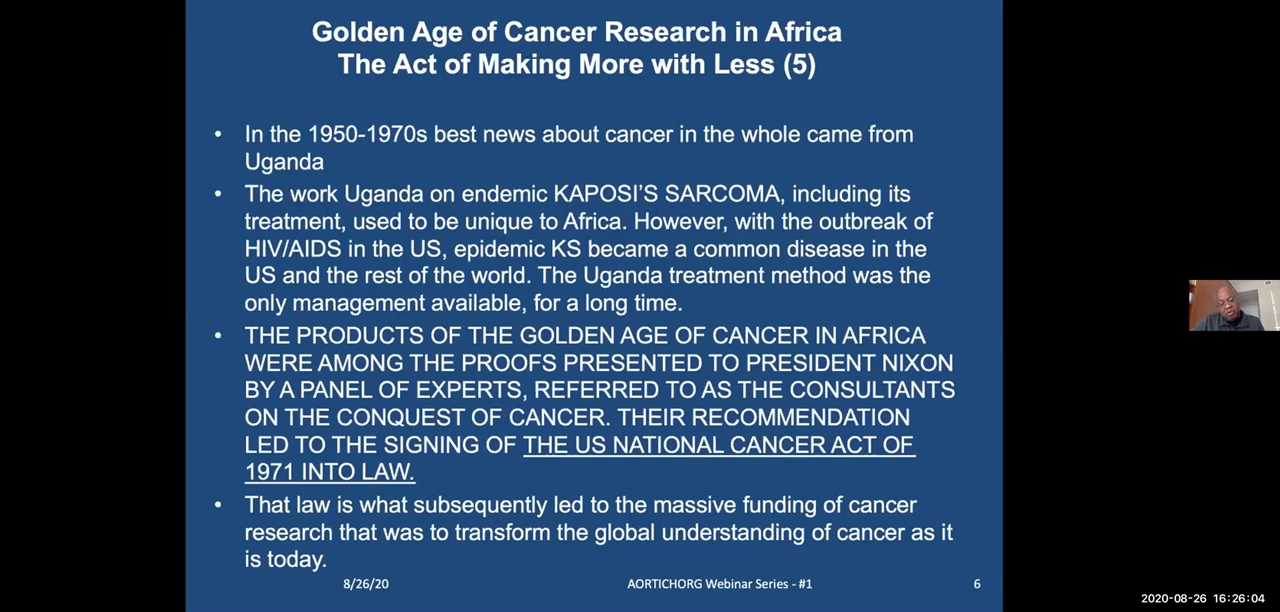 Golden Age of Cancer Research in Africa
The Act of Making More with Less (5)
• In the 1950-1970s best news about cancer in the whole came from
Uganda
• The work Uganda on endemic KAPOSI’S SARCOMA, including its
treatment, used to be unique to Africa. However, with the outbreak of
HIV/AIDS in the US, epidemic KS became a common disease in the
US and the rest of the world. The Uganda treatment method was the
only management available, for a long time.
• THE PRODUCTS OF THE GOLDEN AGE OF CANCER IN AFRICA
WERE AMONG THE PROOFS PRESENTED TO PRESIDENT NIXON
BY A PANEL OF EXPERTS, REFERRED TO AS THE CONSULTANTS
ON THE CONQUEST OF CANCER. THEIR RECOMMENDATION
LED TO THE SIGNING OF THE US NATIONAL CANCER ACT OF
1971 INTO LAW.
• That law is what subsequently led to the massive funding of cancer
research that was to transform the global understanding of cancer as it
is today.
8/26/20 AORTICHORG Webinar Series - #1 6
2020-08-26 16:26:04